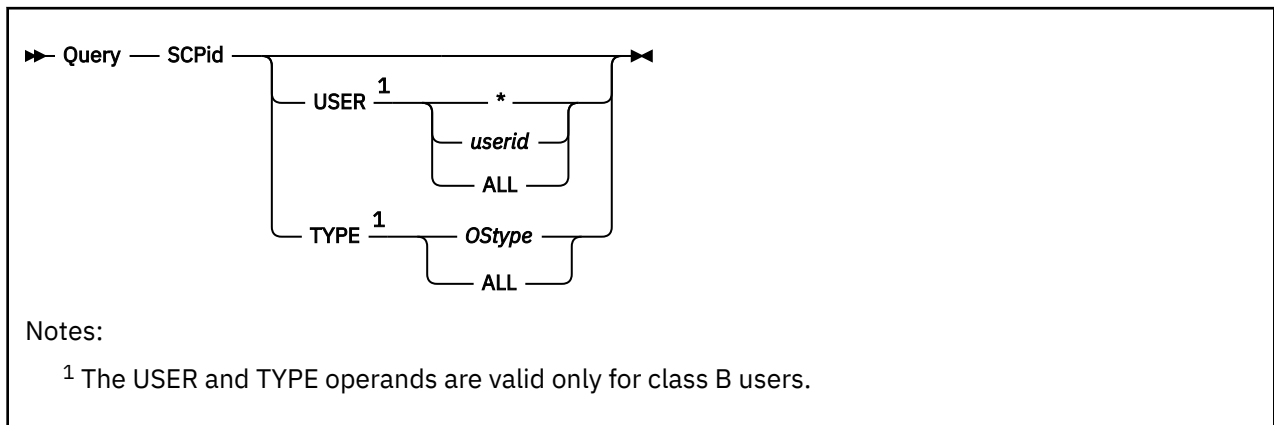 Query SCPid
USER 1 *
userid
ALL
TYPE 1 OStype
ALL
Notes:
1 The USER and TYPE operands are valid only for class B users.